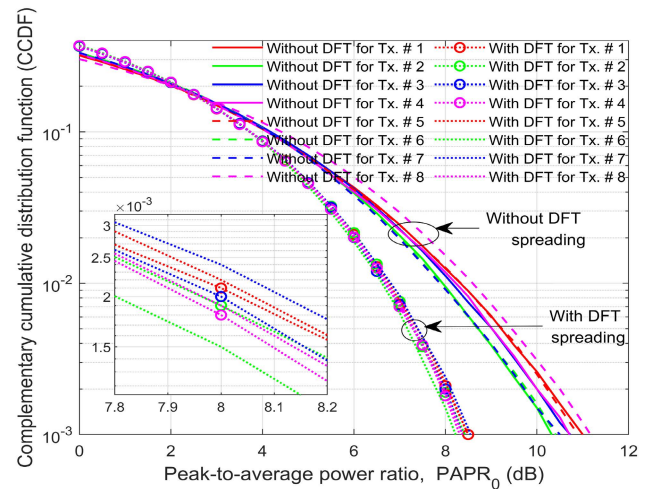 Complementary cumulative distribution function (CCDF)
10⁻¹
10⁻²
10⁻³
Without DFT for Tx. # 1
Without DFT for Tx. # 2
Without DFT for Tx. # 3
Without DFT for Tx. # 4
Without DFT for Tx. # 5
Without DFT for Tx. # 6
Without DFT for Tx. # 7
Without DFT for Tx. # 8
With DFT for Tx. # 1
With DFT for Tx. # 2
With DFT for Tx. # 3
With DFT for Tx. # 4
With DFT for Tx. # 5
With DFT for Tx. # 6
With DFT for Tx. # 7
With DFT for Tx. # 8
Without DFT
spreading
With DFT
spreading
×10⁻³
3
2.5
2
1.5
7.8 7.9 8 8.1 8.2
0 2 4 6 8 10 12
Peak-to-average power ratio, PAPR₀ (dB)